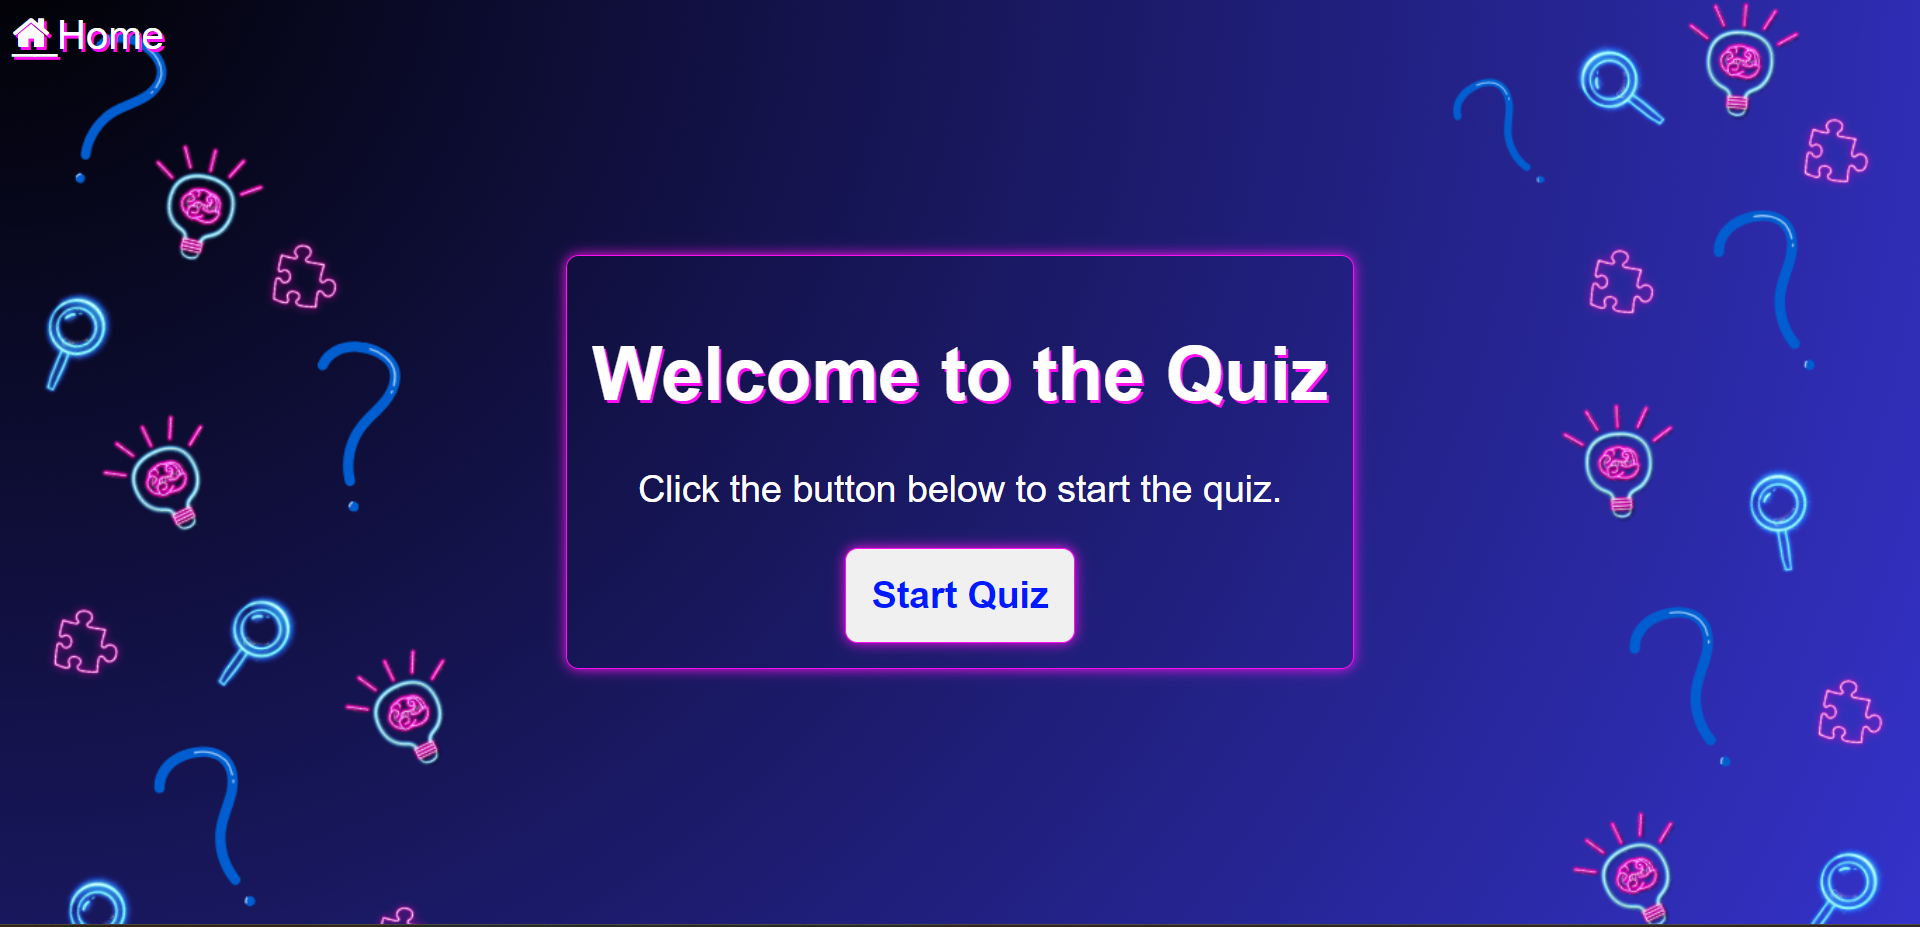 Home
Welcome to the Quiz
Click the button below to start the quiz.
Start Quiz